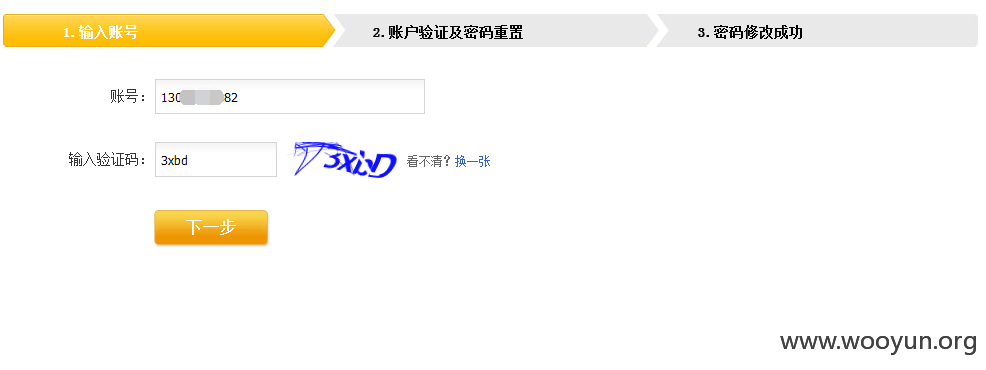 1. 输入账号 2. 账户验证及密码重置 3. 密码修改成功
账号： 130 82
输入验证码： 3xbd 3XbD 看不清？换一张
下一步
www.wooyun.org